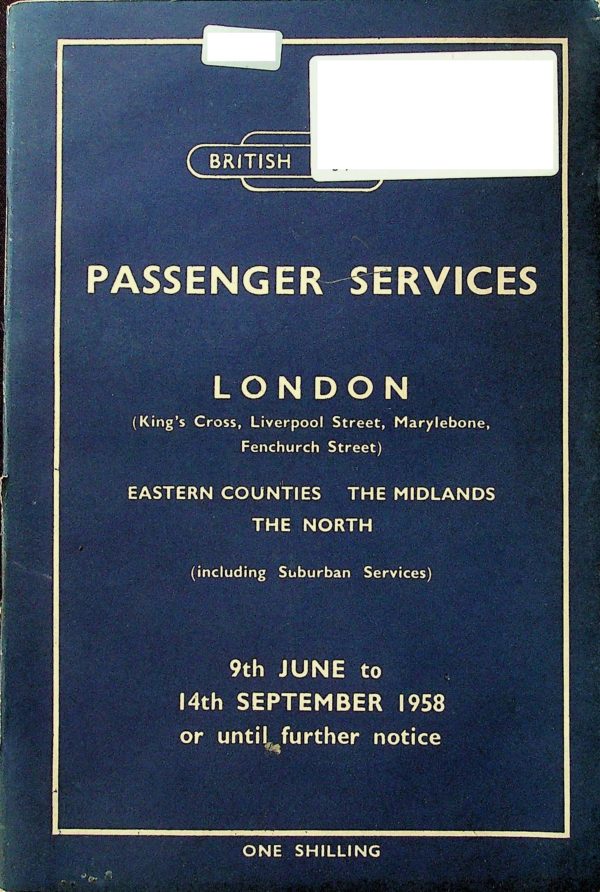 BRITISH
PASSENGER SERVICES
LONDON
(King's Cross, Liverpool Street, Marylebone,
Fenchurch Street)
EASTERN COUNTIES THE MIDLANDS
THE NORTH
(including Suburban Services)
9th JUNE to
14th SEPTEMBER 1958
or until further notice
ONE SHILLING